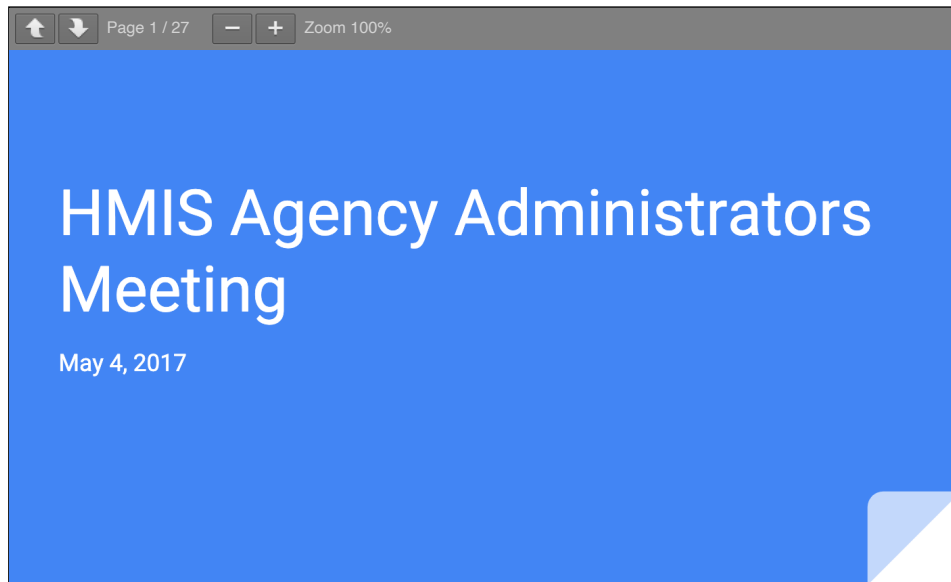 Page 1 / 27 Zoom 100%
HMIS Agency Administrators
Meeting
May 4, 2017